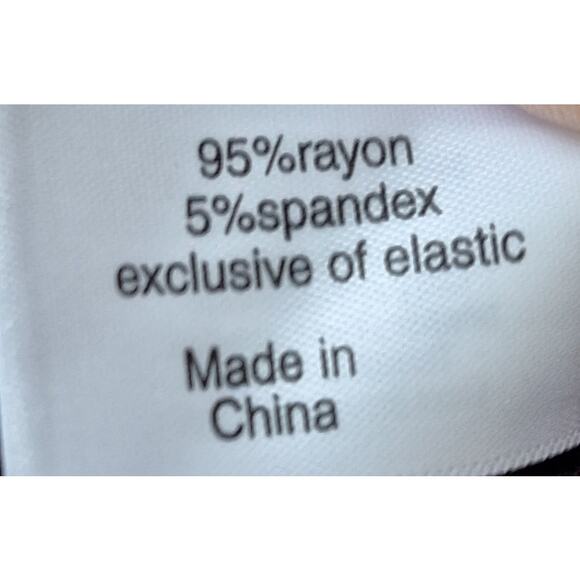 95%rayon
5%spandex
exclusive of elastic
Made in
China